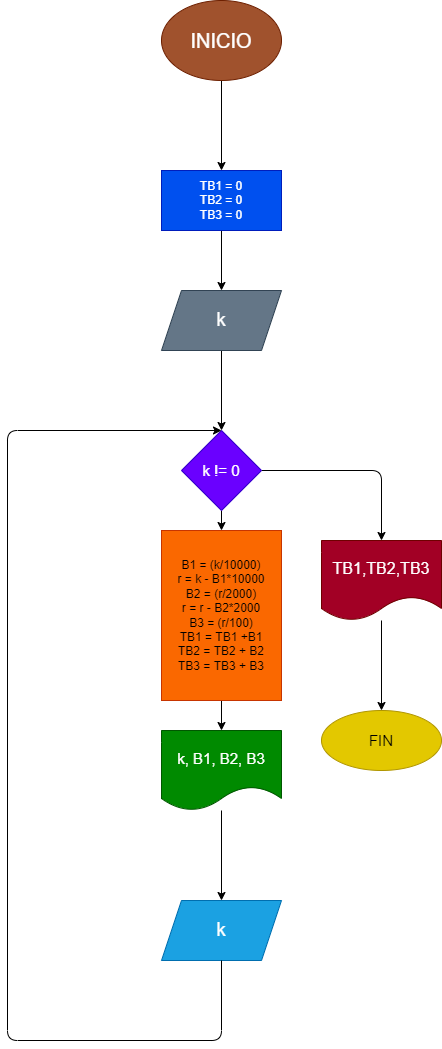 INICIO
TB1 = 0
TB2 = 0
TB3 = 0
k
k != 0
B1 = (k/10000)
r = k - B1*10000
B2 = (r/2000)
r = r - B2*2000
B3 = (r/100)
TB1 = TB1 +B1
TB2 = TB2 + B2
TB3 = TB3 + B3
TB1,TB2,TB3
k, B1, B2, B3
FIN
k